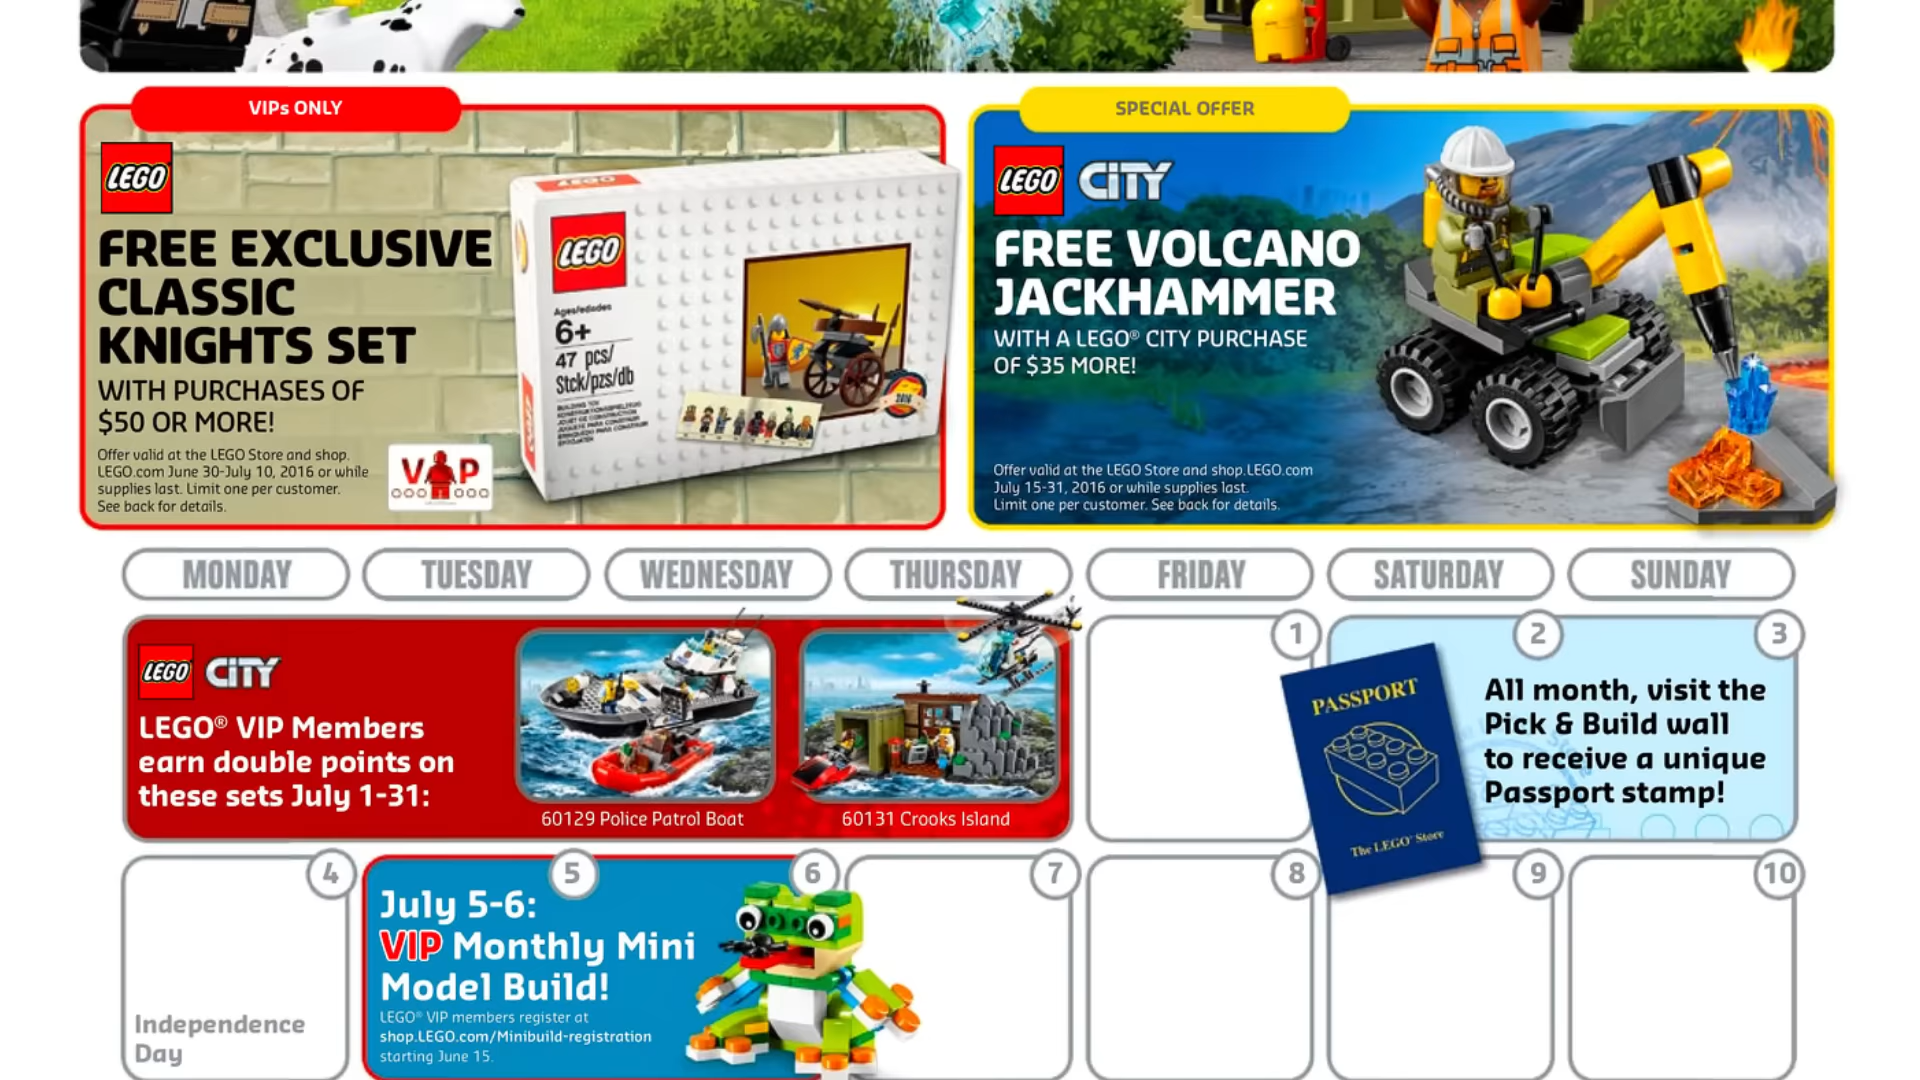 VIPs ONLY
LEGO
FREE EXCLUSIVE
CLASSIC
KNIGHTS SET
WITH PURCHASES OF
$50 OR MORE!
Offer valid at the LEGO Store and shop.
LEGO.com June 30-July 10, 2016 or while
supplies last. Limit one per customer.
See back for details.
VIP
LEGO
Ages/edades
6+
47 pcs/
Stck/pzs/db
2016
SPECIAL OFFER
LEGO CITY
FREE VOLCANO
JACKHAMMER
WITH A LEGO® CITY PURCHASE
OF $35 MORE!
Offer valid at the LEGO Store and shop.LEGO.com
July 15-31, 2016 or while supplies last.
Limit one per customer. See back for details.
MONDAY TUESDAY WEDNESDAY THURSDAY FRIDAY SATURDAY SUNDAY
LEGO CITY
LEGO® VIP Members
earn double points on
these sets July 1-31:
60129 Police Patrol Boat
60131 Crooks Island
1
2
3
PASSPORT
The LEGO® Store
All month, visit the
Pick & Build wall
to receive a unique
Passport stamp!
4
Independence
Day
5
6
July 5-6:
VIP Monthly Mini
Model Build!
LEGO® VIP members register at
shop.LEGO.com/Minibuild-registration
starting June 15.
7
8
9
10